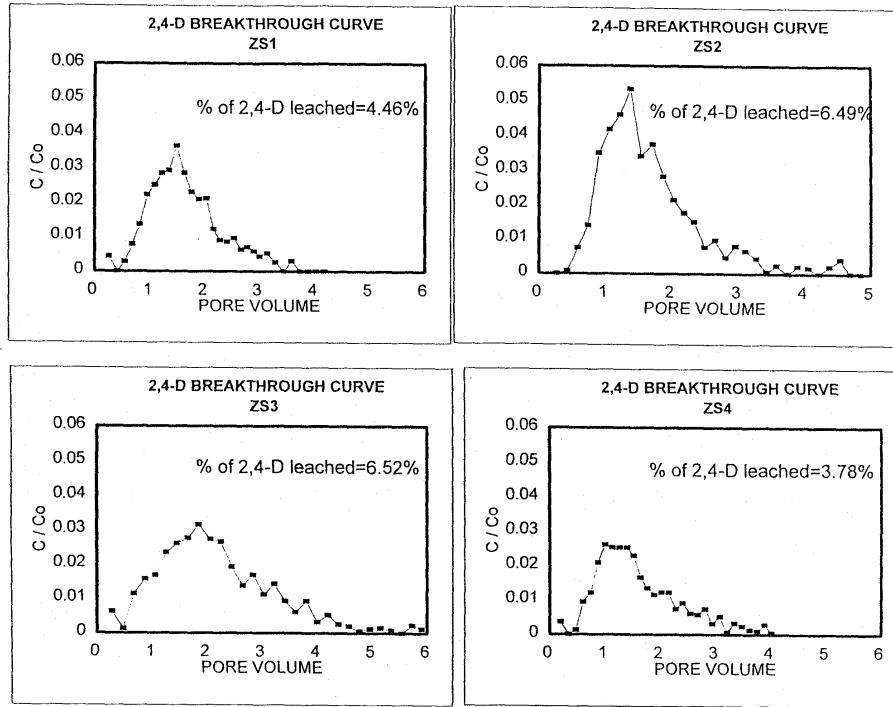 2,4-D BREAKTHROUGH CURVE
ZS1
0.06
0.05
0.04
0.03
0.02
0.01
0
C / Co
% of 2,4-D leached=4.46%
0 1 2 3 4 5 6
PORE VOLUME
2,4-D BREAKTHROUGH CURVE
ZS2
0.06
0.05
0.04
0.03
0.02
0.01
0
C / Co
% of 2,4-D leached=6.49%
0 1 2 3 4 5
PORE VOLUME
2,4-D BREAKTHROUGH CURVE
ZS3
0.06
0.05
0.04
0.03
0.02
0.01
0
C / Co
% of 2,4-D leached=6.52%
0 1 2 3 4 5 6
PORE VOLUME
2,4-D BREAKTHROUGH CURVE
ZS4
0.06
0.05
0.04
0.03
0.02
0.01
0
C / Co
% of 2,4-D leached=3.78%
0 1 2 3 4 5 6
PORE VOLUME